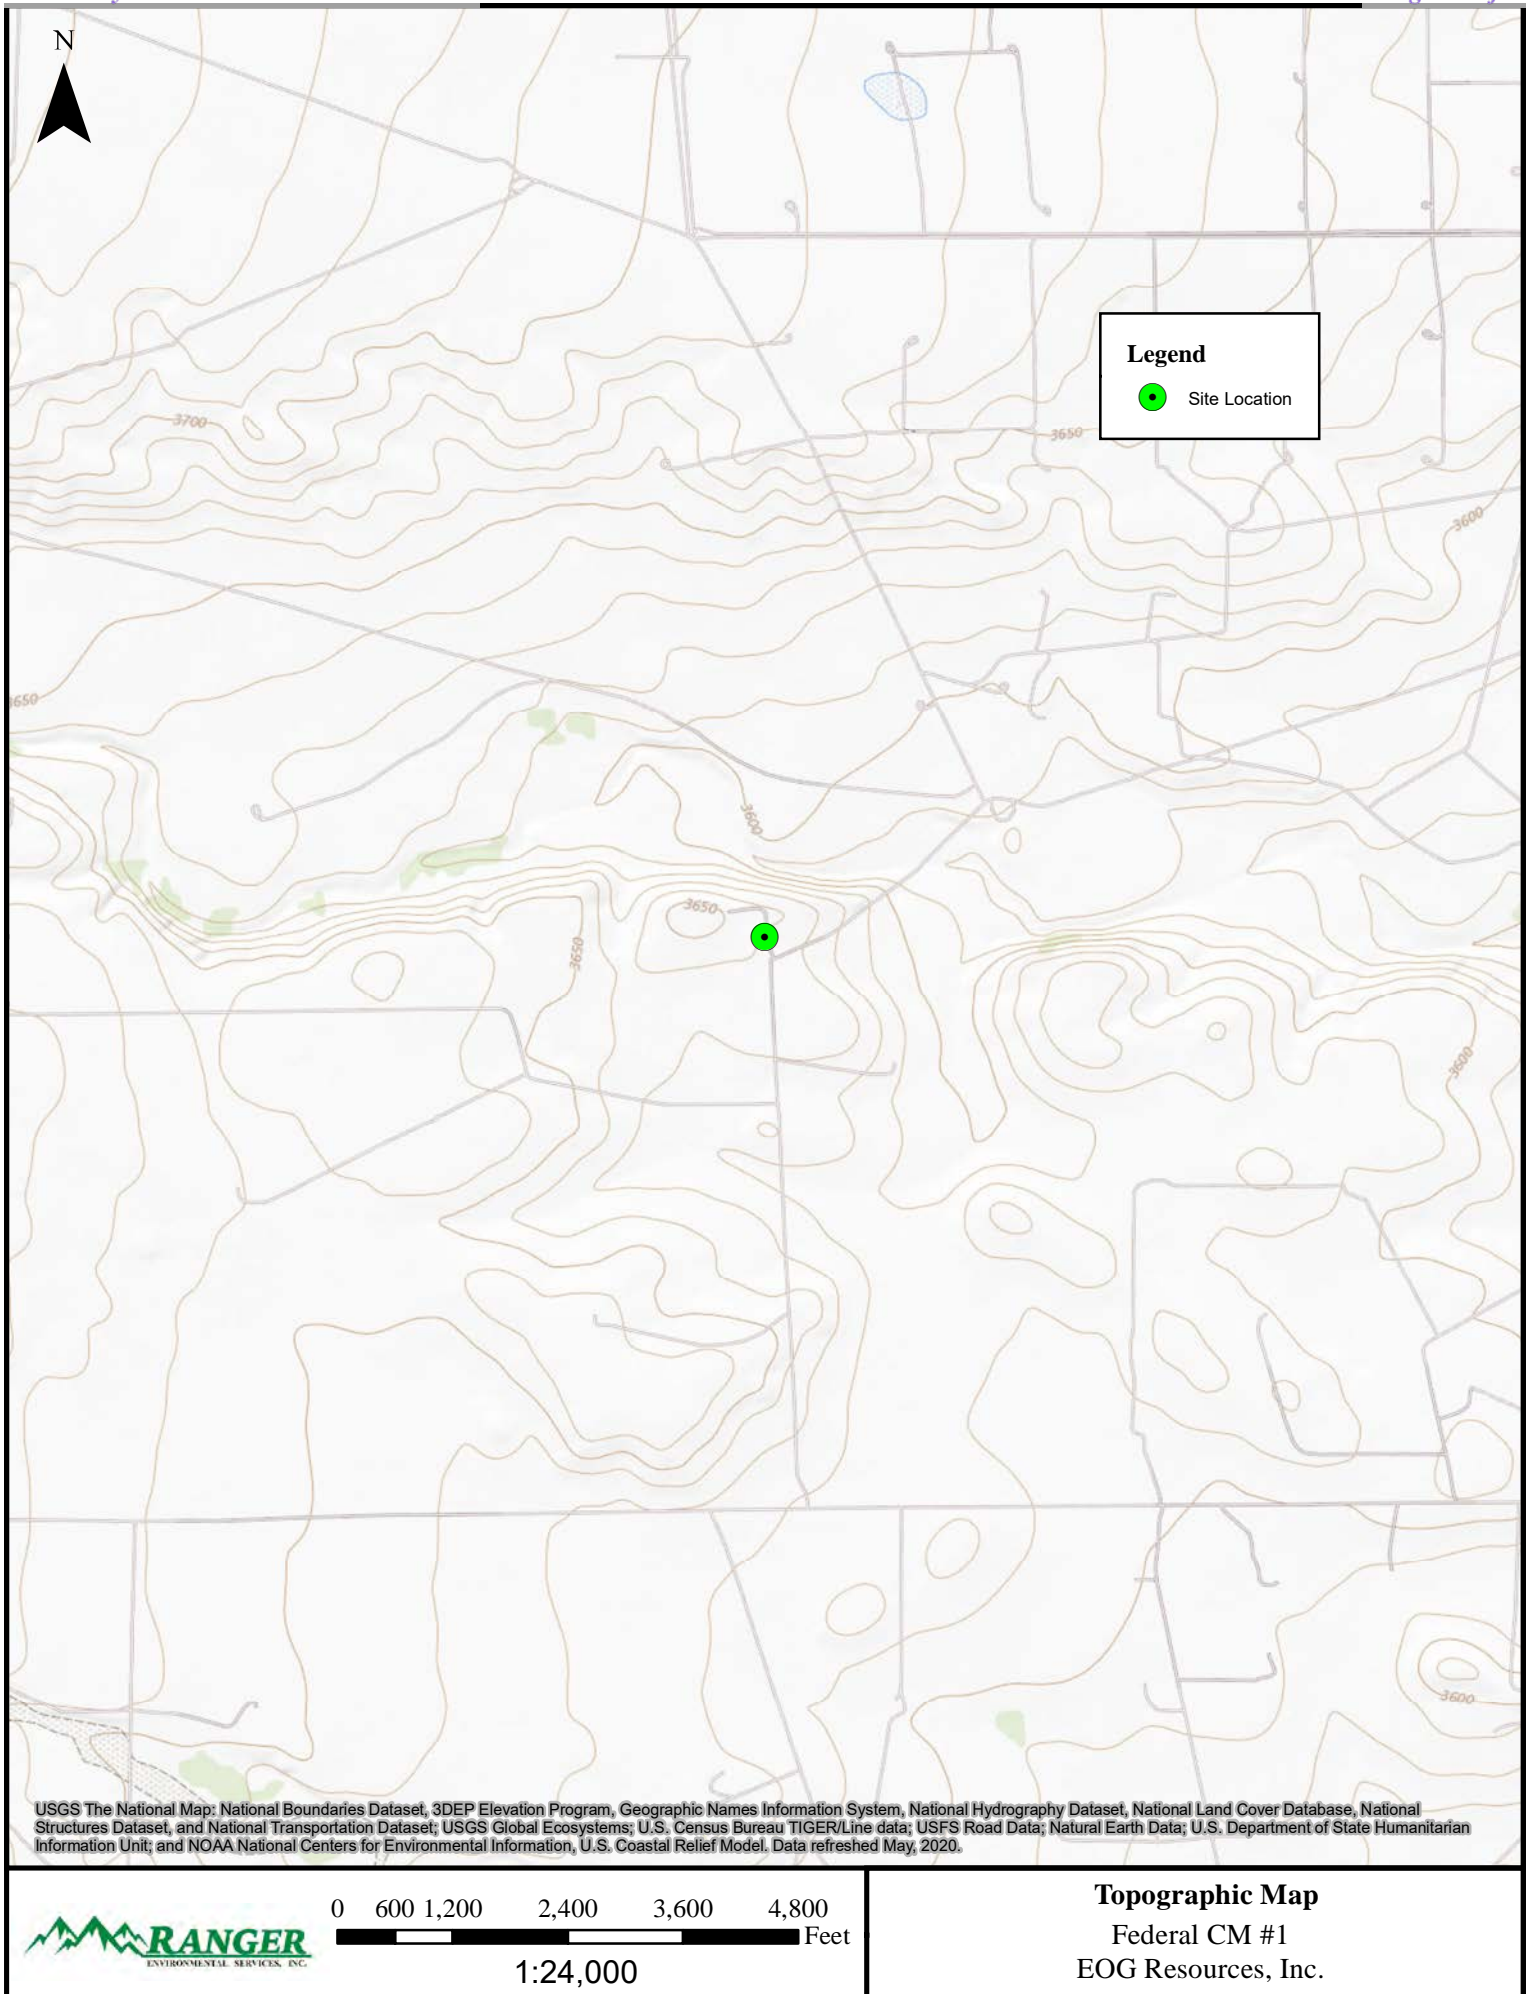 N
Legend
Site Location
3700
3650
3600
3650
3600
3650
3650
3600
3600
USGS The National Map: National Boundaries Dataset, 3DEP Elevation Program, Geographic Names Information System, National Hydrography Dataset, National Land Cover Database, National
Structures Dataset, and National Transportation Dataset; USGS Global Ecosystems; U.S. Census Bureau TIGER/Line data; USFS Road Data; Natural Earth Data; U.S. Department of State Humanitarian
Information Unit; and NOAA National Centers for Environmental Information, U.S. Coastal Relief Model. Data refreshed May, 2020.
0 600 1,200 2,400 3,600 4,800
Feet
1:24,000
RANGER
ENVIRONMENTAL SERVICES, INC.
Topographic Map
Federal CM #1
EOG Resources, Inc.